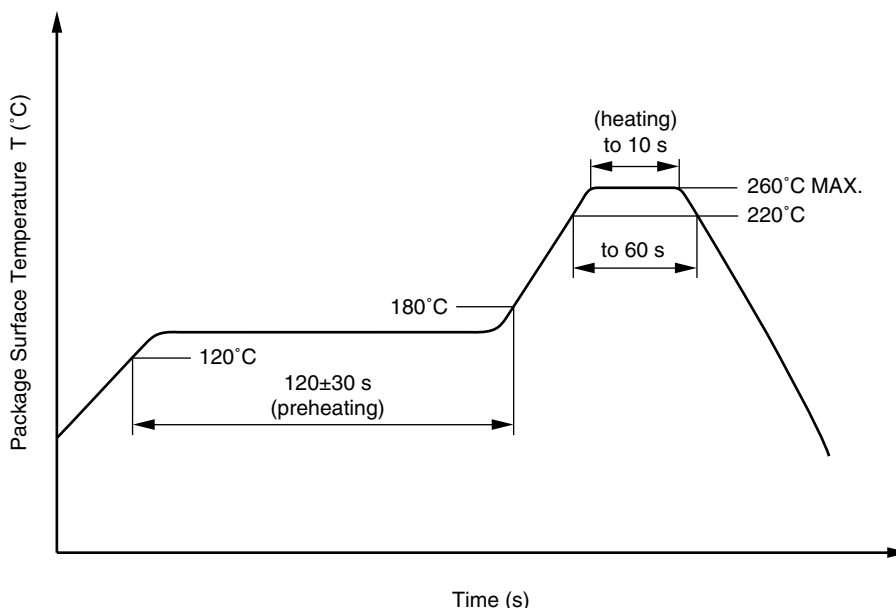 Package Surface Temperature T (˚C)
(heating)
to 10 s
260˚C MAX.
220˚C
to 60 s
180˚C
120˚C
120±30 s
(preheating)
Time (s)